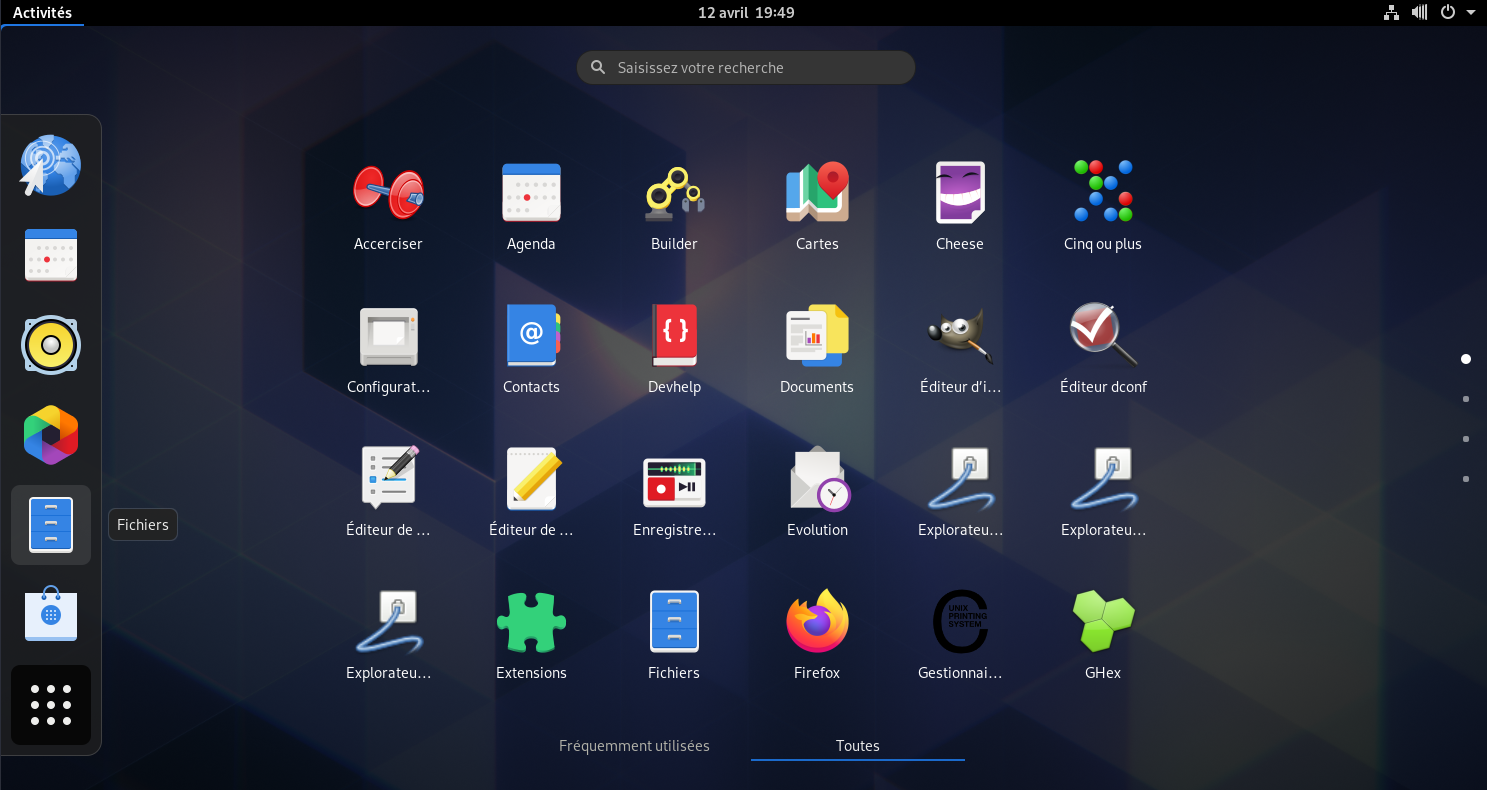 Activités
12 avril 19:49
Saisissez votre recherche
Accerciser
Agenda
Builder
Cartes
Cheese
Cinq ou plus
Configurat…
@
Contacts
{ }
Devhelp
Documents
Éditeur d’i…
Éditeur dconf
Éditeur de …
Éditeur de …
Enregistre…
Evolution
Explorateu…
Explorateu…
Fichiers
Explorateu…
Extensions
Fichiers
Firefox
UNIX
PRINTING
SYSTEM
Gestionnai…
GHex
Fréquemment utilisées
Toutes